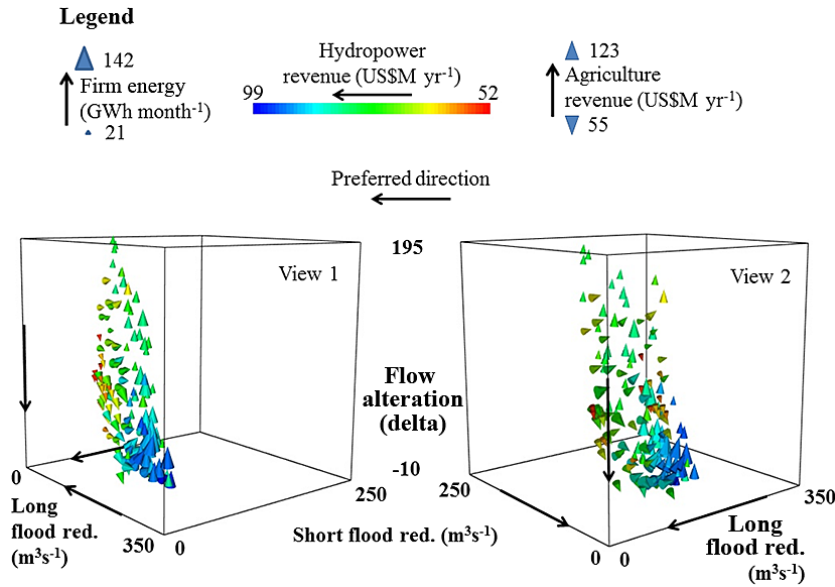 Legend
142
Firm energy
(GWh month⁻¹)
21
Hydropower
revenue (US$M yr⁻¹)
99
52
123
Agriculture
revenue (US$M yr⁻¹)
55
Preferred direction
View 1
195
View 2
Flow
alteration
(delta)
-10
0
Long
flood red.
(m³s⁻¹)
350
0
250
Short flood red. (m³s⁻¹)
250
0
0
350
Long
flood red.
(m³s⁻¹)